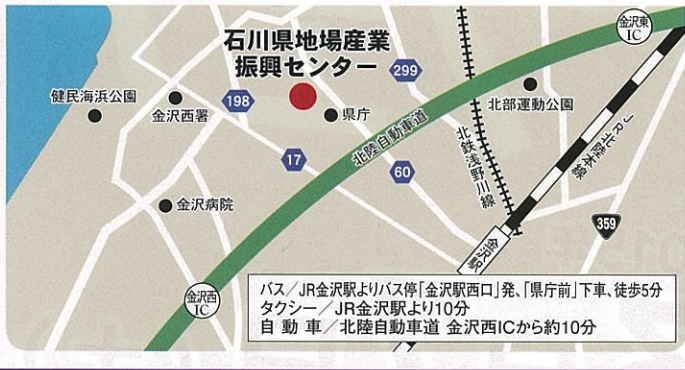 金沢東
IC
石川県地場産業
振興センター
299
健民海浜公園
金沢西署
198
県庁
北部運動公園
北陸自動車道
北鉄浅野川線
JR北陸本線
17
60
金沢病院
359
金沢駅
金沢西
IC
バス／JR金沢駅よりバス停「金沢駅西口」発、「県庁前」下車、徒歩5分
タクシー／JR金沢駅より10分
自動車／北陸自動車道 金沢西ICから約10分